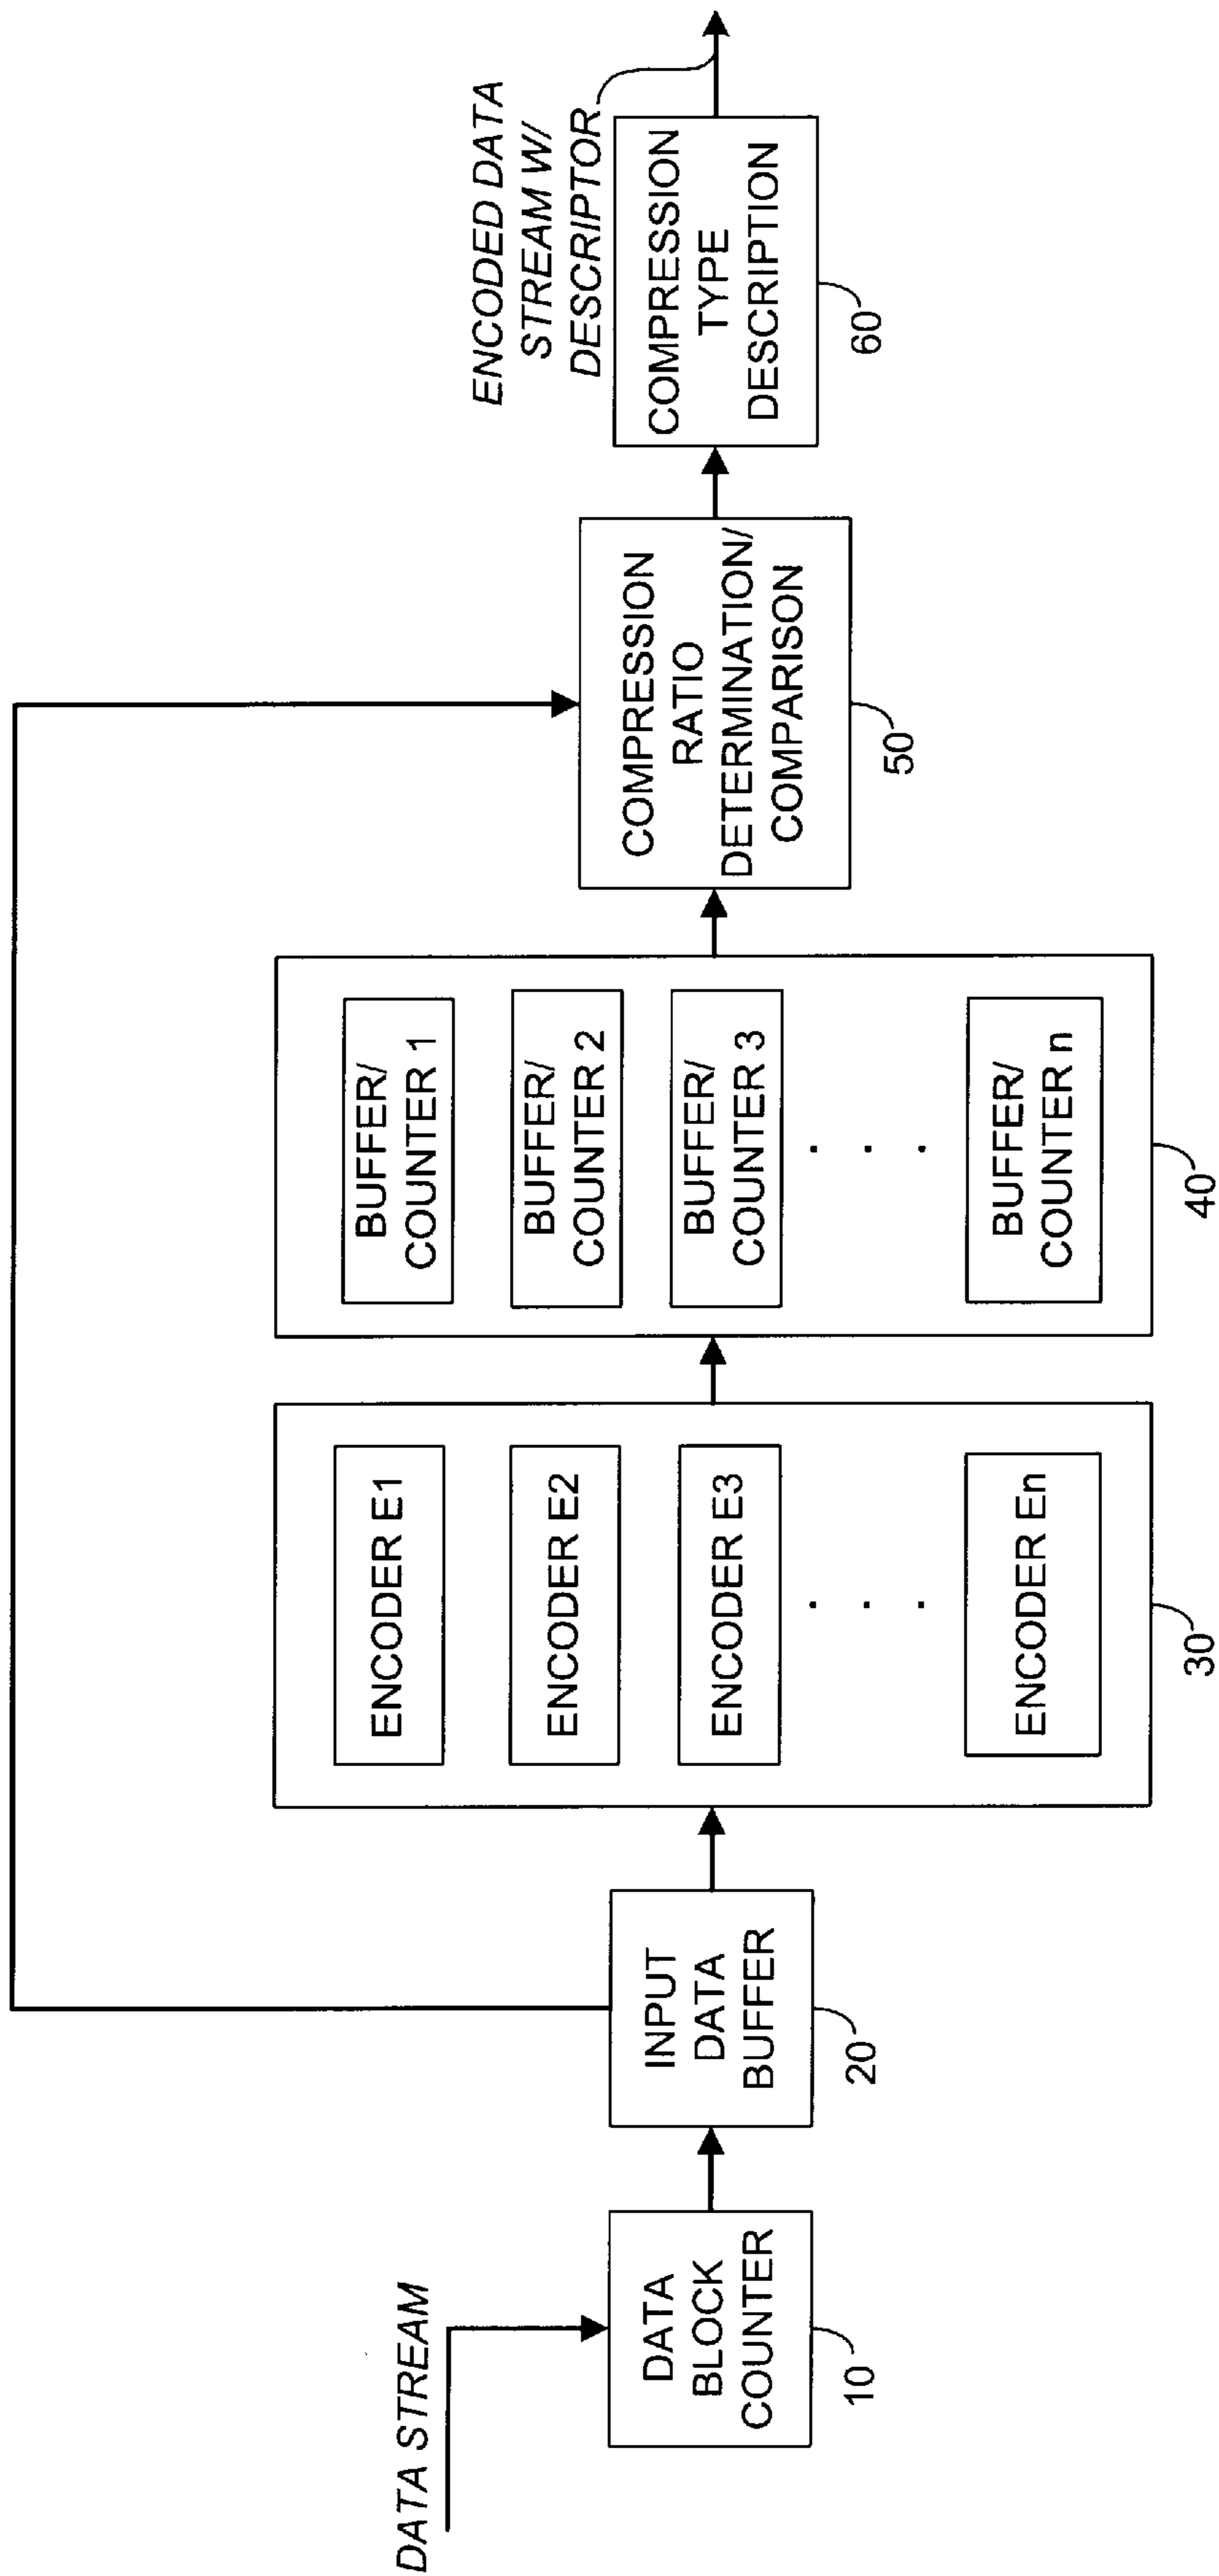 DATA STREAM
DATA
BLOCK
COUNTER
10
INPUT
DATA
BUFFER
20
ENCODER E1
ENCODER E2
ENCODER E3
. . .
ENCODER En
30
BUFFER/
COUNTER 1
BUFFER/
COUNTER 2
BUFFER/
COUNTER 3
. . .
BUFFER/
COUNTER n
40
COMPRESSION
RATIO
DETERMINATION/
COMPARISON
50
COMPRESSION
TYPE
DESCRIPTION
60
ENCODED DATA
STREAM W/
DESCRIPTOR